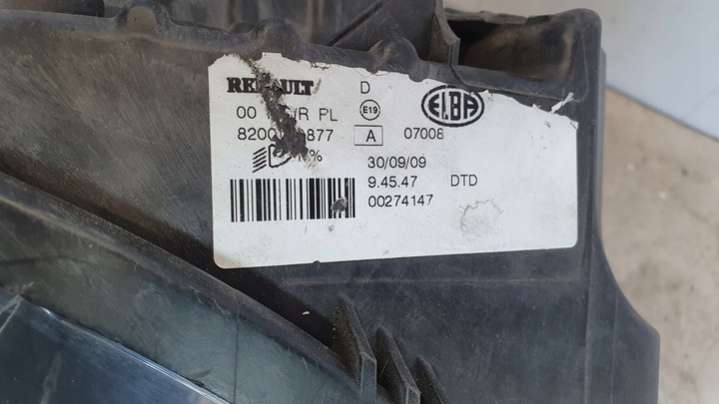 RENAULT D
E19 ELBA
00 /R PL
8200 877 A 07008
%
30/09/09
9.45.47 DTD
00274147